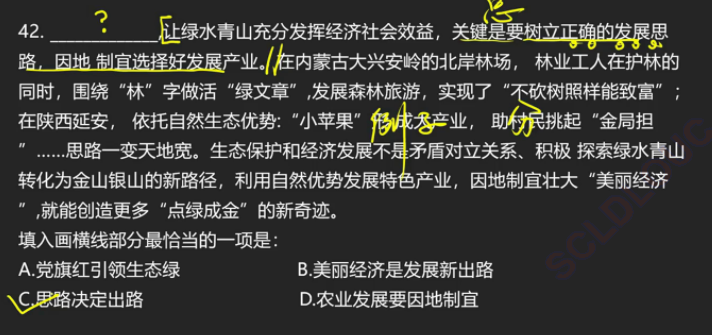 ?
总
42. ____________,让绿水青山充分发挥经济社会效益，关键是要树立正确的发展思
路，因地 制宜选择好发展产业。在内蒙古大兴安岭的北岸林场， 林业工人在护林的
同时，围绕“林”字做活“绿文章”,发展森林旅游，实现了“不砍树照样能致富”；
在陕西延安， 依托自然生态优势:“小苹果”形成大产业， 助村民挑起“金局担
”……思路一变天地宽。生态保护和经济发展不是矛盾对立关系、积极 探索绿水青山
转化为金山银山的新路径，利用自然优势发展特色产业，因地制宜壮大“美丽经济
”,就能创造更多“点绿成金”的新奇迹。
例子
分
填入画横线部分最恰当的一项是：
A.党旗红引领生态绿 B.美丽经济是发展新出路
C.思路决定出路 D.农业发展要因地制宜